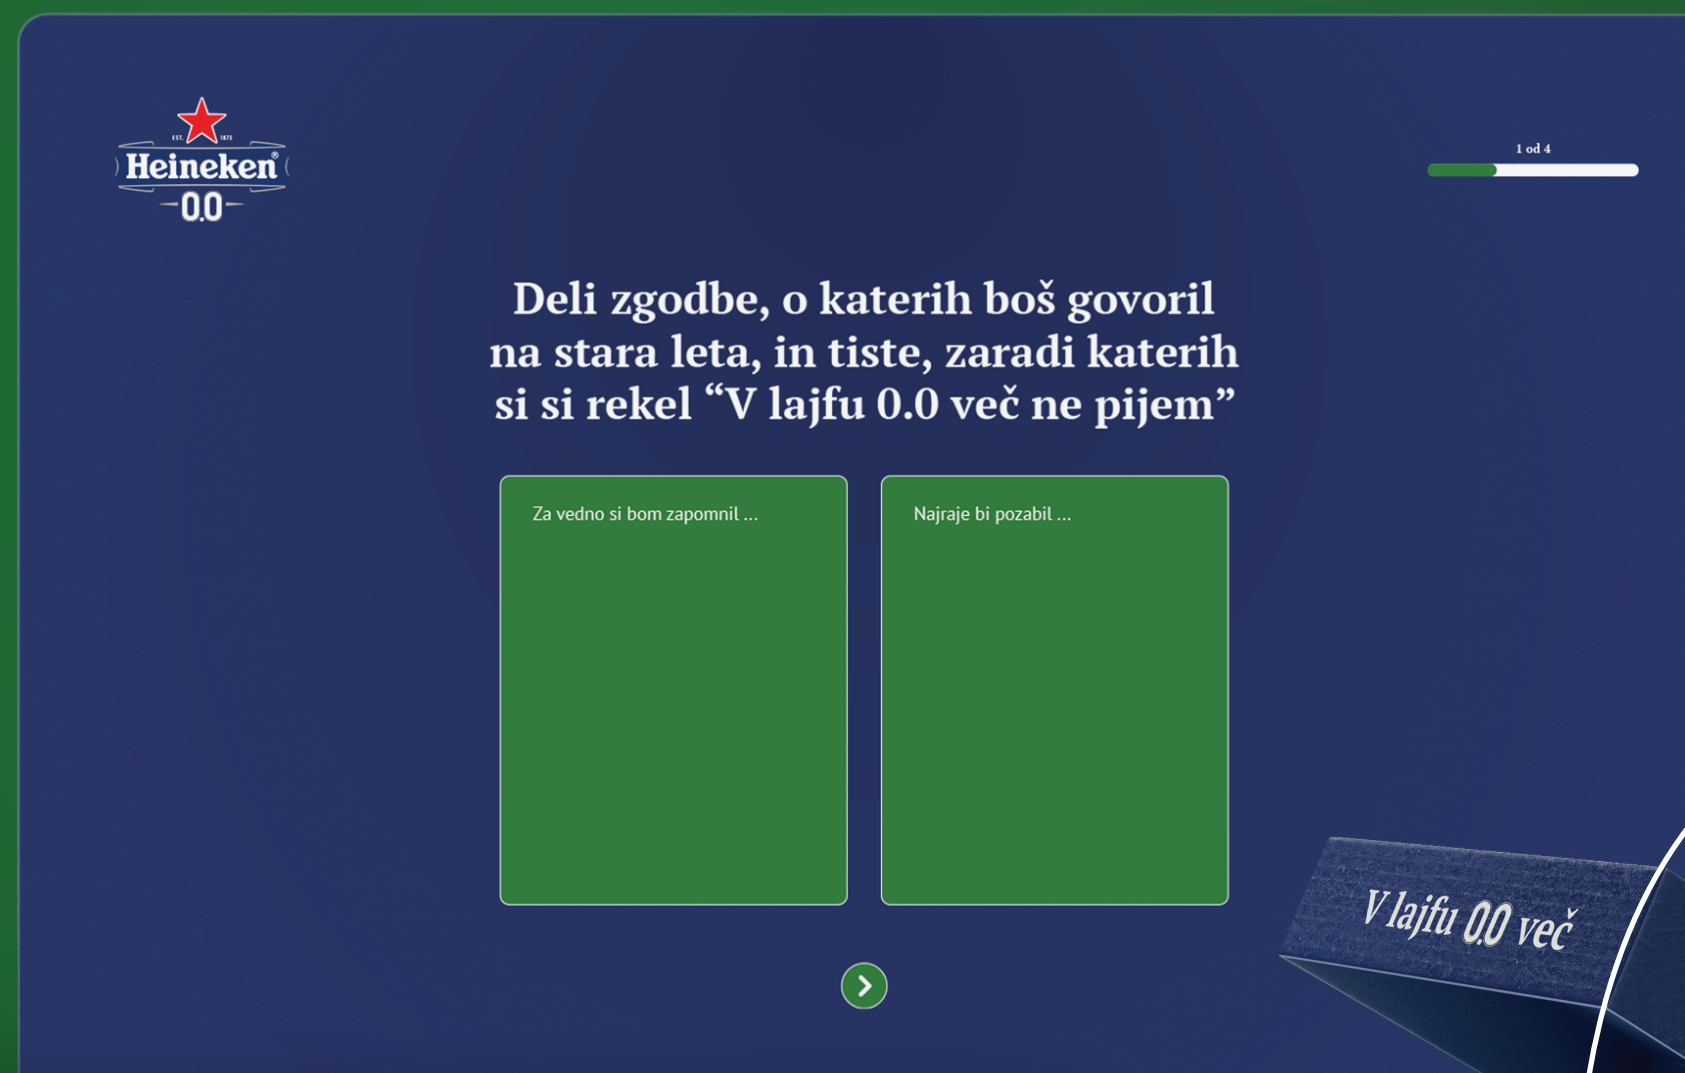 EST. 1873
Heineken®
0.0
1 od 4
Deli zgodbe, o katerih boš govoril
na stara leta, in tiste, zaradi katerih
si si rekel “V lajfu 0.0 več ne pijem”
Za vedno si bom zapomnil ...
Najraje bi pozabil ...
V lajfu 0.0 več